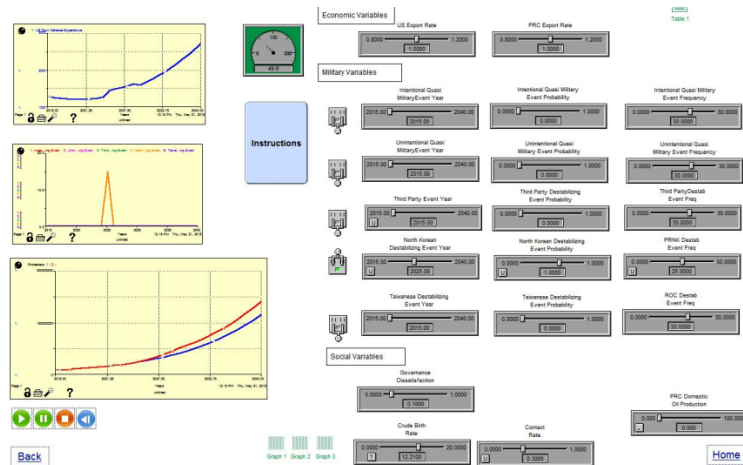 Economic Variables
US Export Rate
PRC Export Rate
Table 1
0.8000
1.2000
1.0000
0.8000
1.2000
1.0000
100
0
200
49.6
Military Variables
Intentional Quasi
MilitaryEvent Year
Intentional Quasi Military
Event Probability
Intentional Quasi Military
Event Frequency
2015.00
2040.00
2015.00
0.0000
1.0000
0.0000
0.0000
30.0000
30.0000
Instructions
Unintentional Quasi
MilitaryEvent Year
Unintentional Quasi
Military Event Probability
Unintentional Quasi
Military Event Frequency
2015.00
2040.00
2015.00
0.0000
1.0000
0.0000
0.0000
30.0000
30.0000
Third Party Event Year
Third Party Destabilizing
Event Probability
Third PartyDestab
Event Freq
2015.00
2040.00
U
2015.00
0.0000
1.0000
0.0000
0.0000
30.0000
30.0000
North Korean
Destabilizing Event Year
North Korean Destabilizing
Event Probability
PRNK Destab
Event Freq
2015.00
2040.00
U
2025.00
0.0000
1.0000
U
1.0000
0.0000
30.0000
U
25.0000
Taiwanese Destabilizing
Event Year
Taiwanese Destabilizing
Event Probability
ROC Destab
Event Freq
2015.00
2040.00
2015.00
0.0000
1.0000
0.0000
0.0000
30.0000
30.0000
Social Variables
Governance
Dissatisfaction
0.0000
1.0000
0.1000
PRC Domestic
Oil Production
0.000
100.000
0.000
Crude Birth
Rate
Contact
Rate
0.0000
20.0000
?
12.2100
0.0000
1.0000
U
0.3000
Graph 1 Graph 2 Graph 3
Back
Home